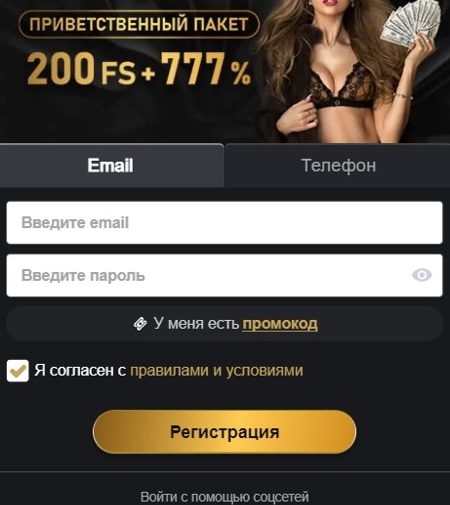 ПРИВЕТСТВЕННЫЙ ПАКЕТ
200 FS + 777 %
Email
Телефон
Введите email
Введите пароль
У меня есть промокод
Я согласен с правилами и условиями
Регистрация
Войти с помощью соцсетей